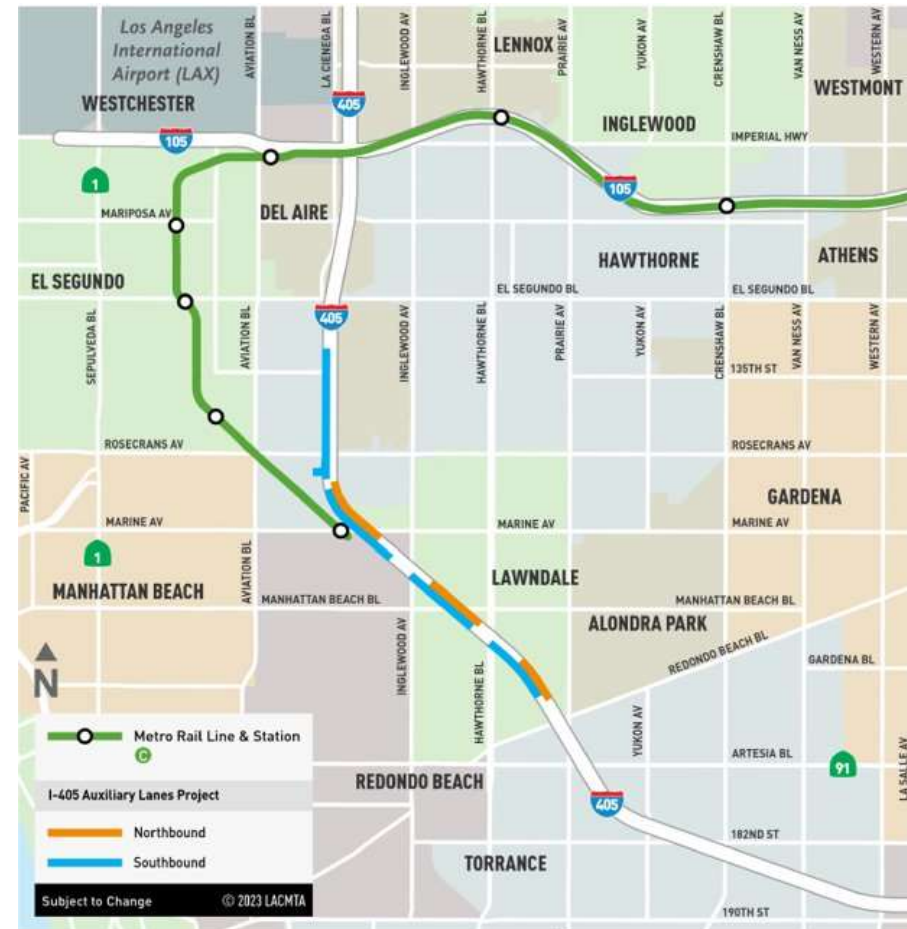 Los Angeles
International
Airport (LAX)
AVIATION BL
LA CIENEGA BL
INGLEWOOD AV
HAWTHORNE BL
LENNOX
PRAIRIE AV
YUKON AV
CRENSHAW BL
VAN NESS AV
WESTERN AV
WESTMONT
WESTCHESTER
405
105
INGLEWOOD
IMPERIAL HWY
1
105
MARIPOSA AV
DEL AIRE
HAWTHORNE
ATHENS
EL SEGUNDO
EL SEGUNDO BL
EL SEGUNDO BL
405
SEPULVEDA BL
AVIATION BL
INGLEWOOD AV
HAWTHORNE BL
PRAIRIE AV
YUKON AV
CRENSHAW BL
VAN NESS AV
WESTERN AV
135TH ST
ROSECRANS AV
ROSECRANS AV
PACIFIC AV
GARDENA
MARINE AV
MARINE AV
MARINE AV
1
AVIATION BL
LAWNDALE
MANHATTAN BEACH
MANHATTAN BEACH BL
MANHATTAN BEACH BL
ALONDRA PARK
REDONDO BEACH BL
GARDENA BL
INGLEWOOD AV
HAWTHORNE BL
YUKON AV
N
Metro Rail Line & Station
C
ARTESIA BL
91
LA SALLE AV
REDONDO BEACH
I-405 Auxiliary Lanes Project
405
Northbound
182ND ST
Southbound
TORRANCE
Subject to Change
© 2023 LACMTA
190TH ST